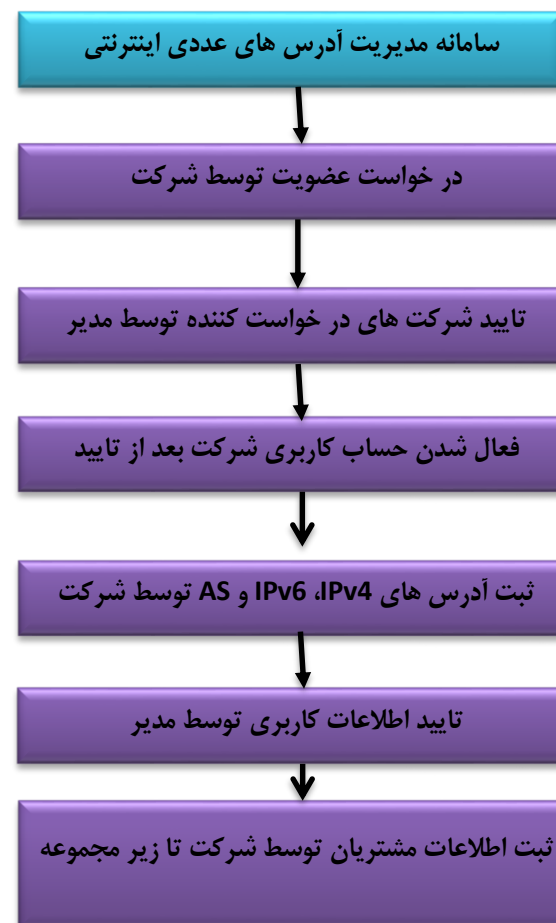 سامانه مدیریت آدرس های عددی اینترنتی
در خواست عضویت توسط شرکت
تایید شرکت های در خواست کننده توسط مدیر
فعال شدن حساب کاربری شرکت بعد از تایید
ثبت آدرس های IPv4، IPv6 و AS توسط شرکت
تایید اطلاعات کاربری توسط مدیر
ثبت اطلاعات مشتریان توسط شرکت تا زیر مجموعه